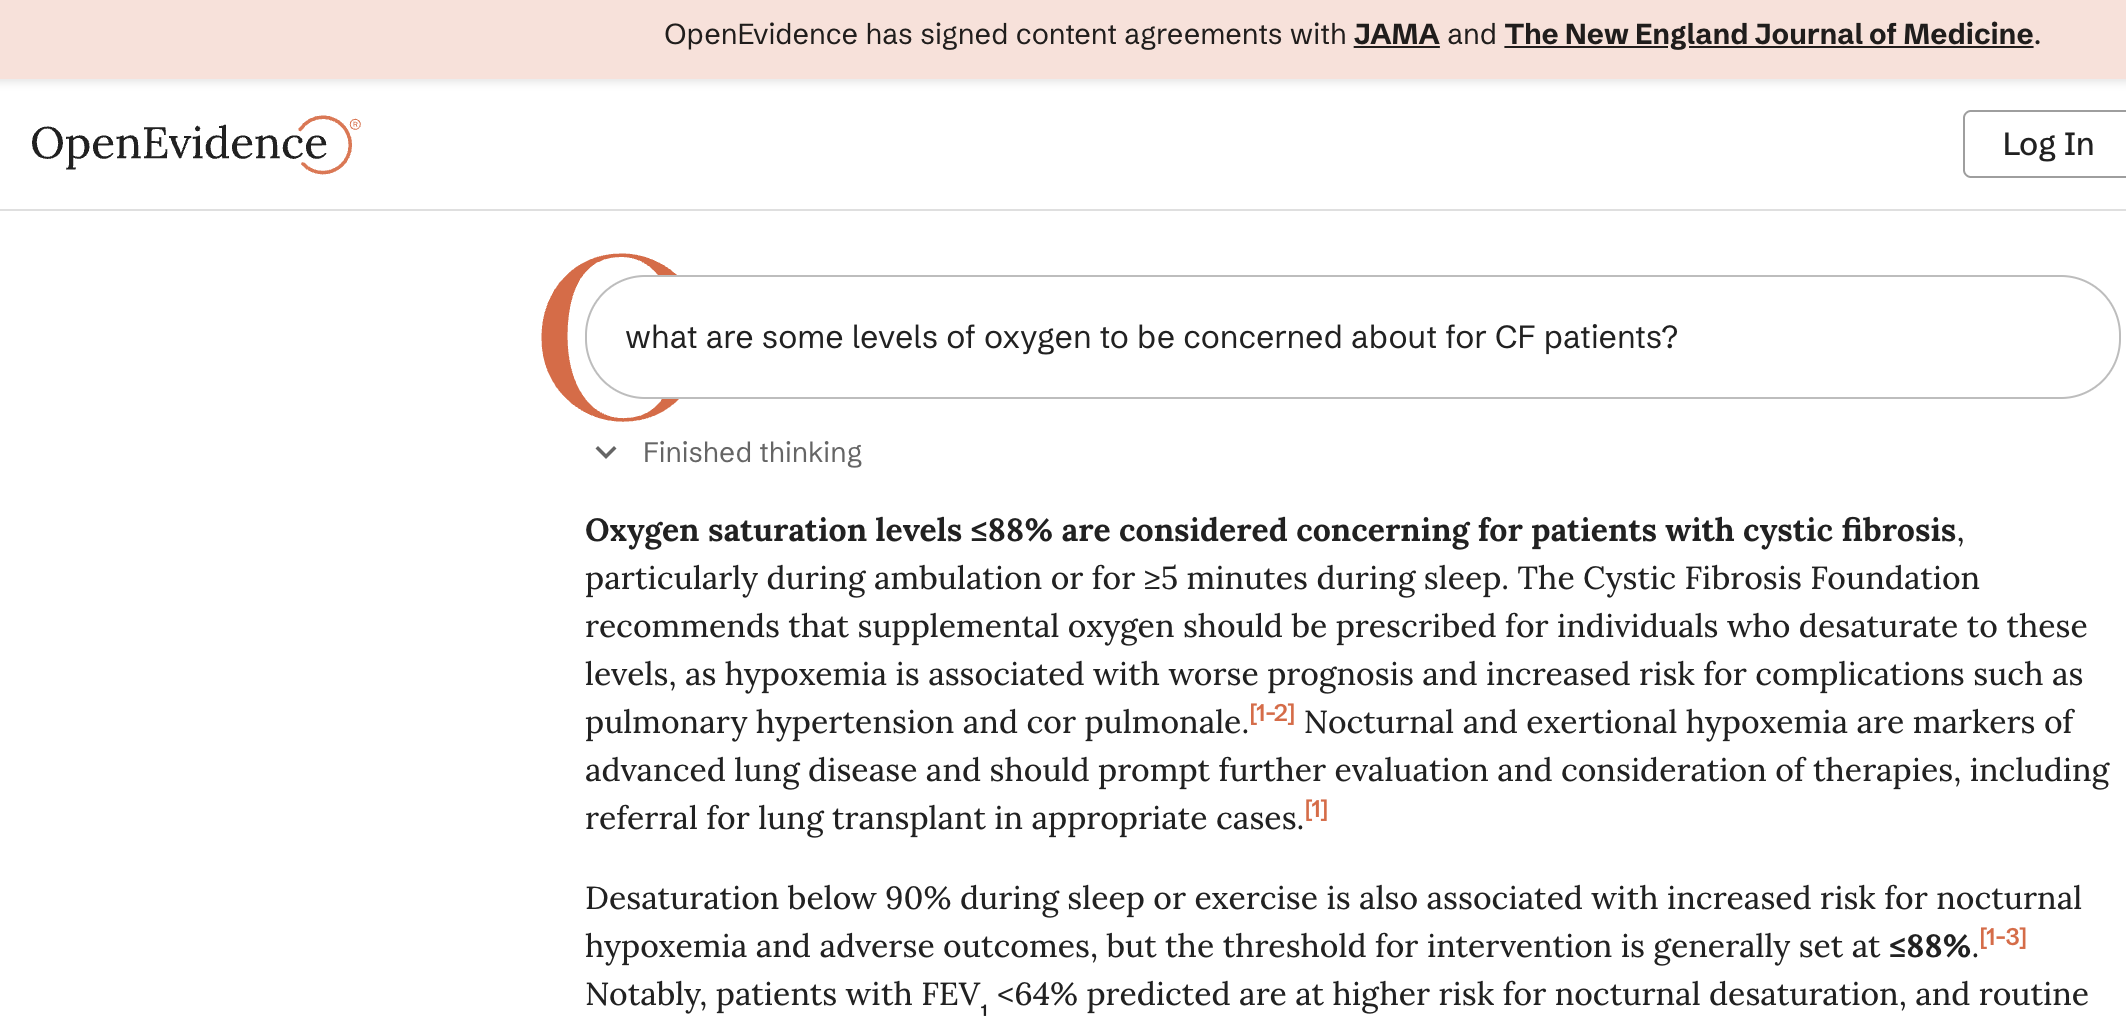 OpenEvidence has signed content agreements with JAMA and The New England Journal of Medicine.
OpenEvidence®
Log In
what are some levels of oxygen to be concerned about for CF patients?
Finished thinking
Oxygen saturation levels ≤88% are considered concerning for patients with cystic fibrosis,
particularly during ambulation or for ≥5 minutes during sleep. The Cystic Fibrosis Foundation
recommends that supplemental oxygen should be prescribed for individuals who desaturate to these
levels, as hypoxemia is associated with worse prognosis and increased risk for complications such as
pulmonary hypertension and cor pulmonale.[1-2] Nocturnal and exertional hypoxemia are markers of
advanced lung disease and should prompt further evaluation and consideration of therapies, including
referral for lung transplant in appropriate cases.[1]
Desaturation below 90% during sleep or exercise is also associated with increased risk for nocturnal
hypoxemia and adverse outcomes, but the threshold for intervention is generally set at ≤88%.[1-3]
Notably, patients with FEV1 <64% predicted are at higher risk for nocturnal desaturation, and routine